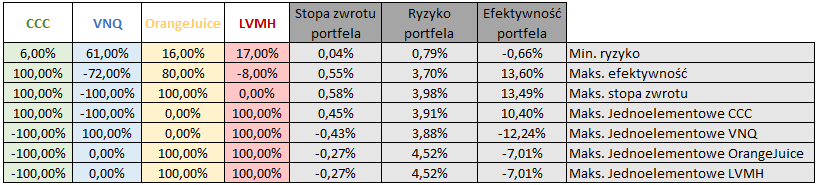 CCC VNQ OrangeJuice LVMH Stopa zwrotu portfela Ryzyko portfela Efektywność portfela
6,00% 61,00% 16,00% 17,00% 0,04% 0,79% -0,66% Min. ryzyko
100,00% -72,00% 80,00% -8,00% 0,55% 3,70% 13,60% Maks. efektywność
100,00% -100,00% 100,00% 0,00% 0,58% 3,98% 13,49% Maks. stopa zwrotu
100,00% -100,00% 0,00% 100,00% 0,45% 3,91% 10,40% Maks. Jednoelementowe CCC
-100,00% 100,00% 0,00% 100,00% -0,43% 3,88% -12,24% Maks. Jednoelementowe VNQ
-100,00% 0,00% 100,00% 100,00% -0,27% 4,52% -7,01% Maks. Jednoelementowe OrangeJuice
-100,00% 0,00% 100,00% 100,00% -0,27% 4,52% -7,01% Maks. Jednoelementowe LVMH